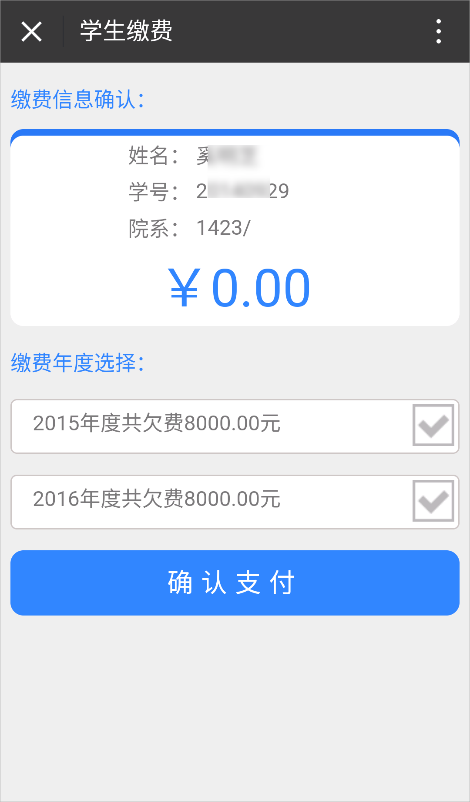 学生缴费
缴费信息确认：
姓名：
学号： 2 29
院系： 1423/
￥0.00
缴费年度选择：
2015年度共欠费8000.00元
2016年度共欠费8000.00元
确认支付